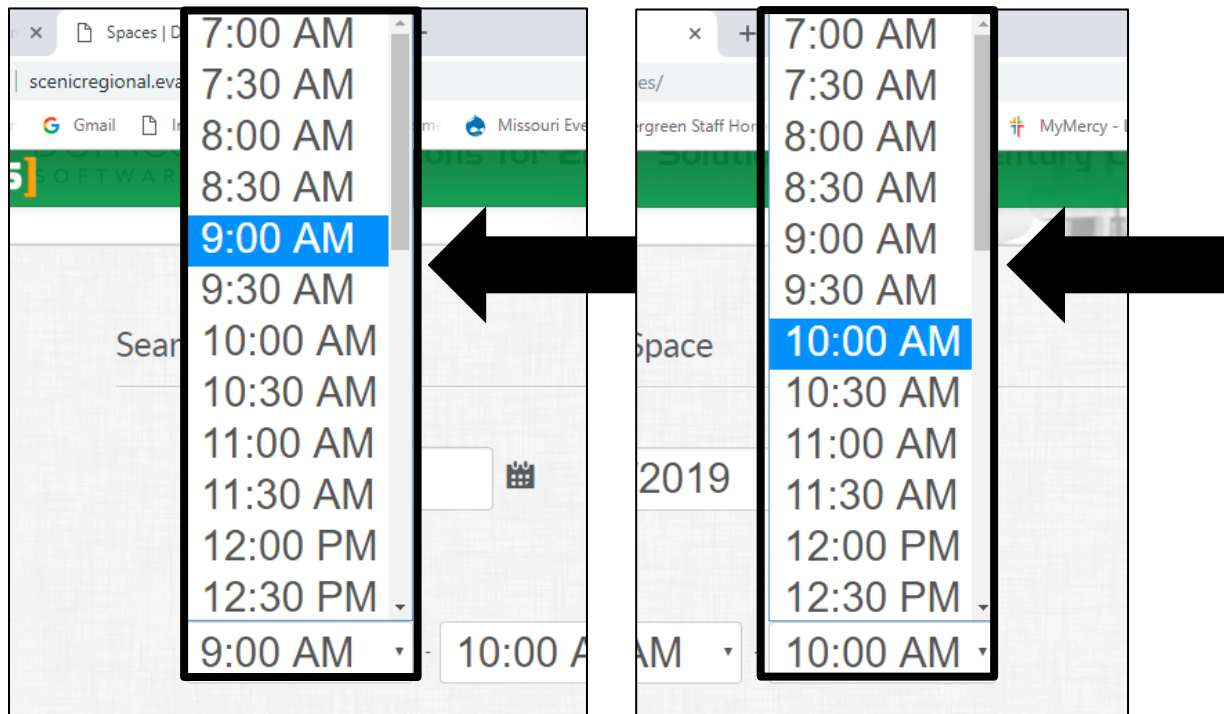 Spaces | D
scenicregional.eva
Gmail
Missouri Eve
SOFTWAR
7:00 AM
7:30 AM
8:00 AM
8:30 AM
9:00 AM
9:30 AM
10:00 AM
10:30 AM
11:00 AM
11:30 AM
12:00 PM
12:30 PM
Sear
9:00 AM - 10:00 A
es/
rgreen Staff Hor
MyMercy - L
7:00 AM
7:30 AM
8:00 AM
8:30 AM
9:00 AM
9:30 AM
10:00 AM
10:30 AM
11:00 AM
11:30 AM
12:00 PM
12:30 PM
Space
2019
AM - 10:00 AM